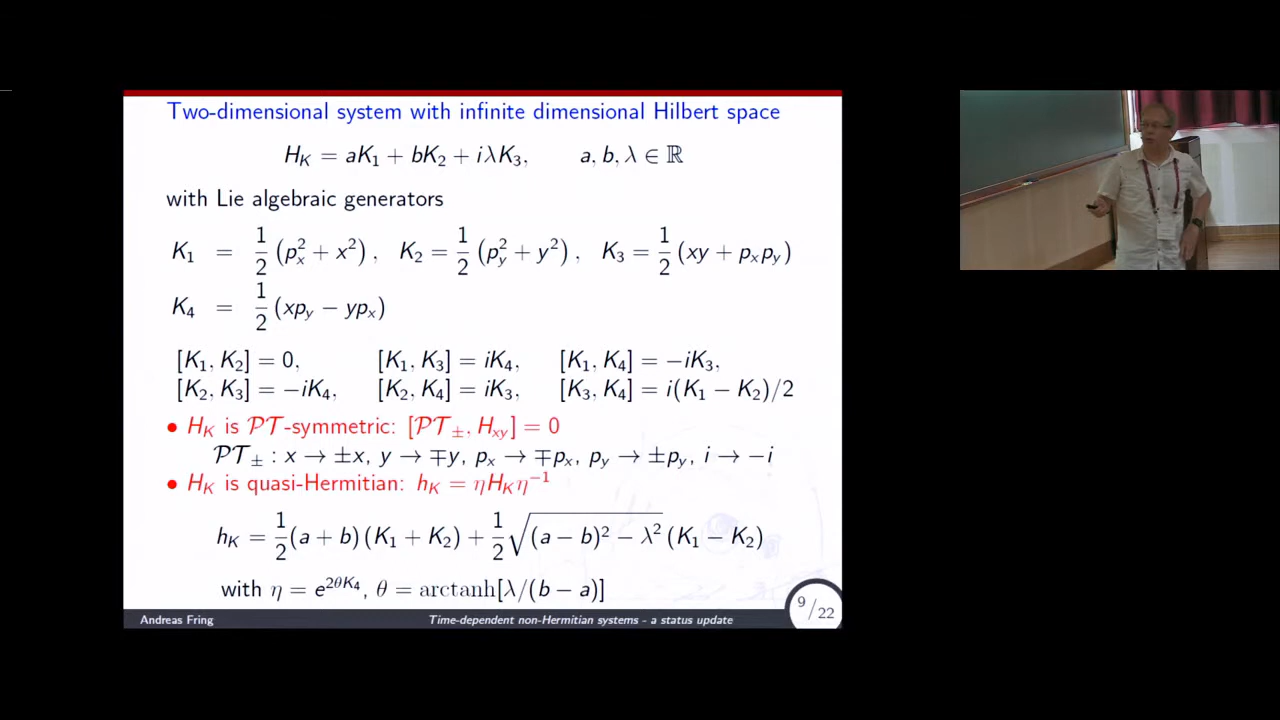 Two-dimensional system with infinite dimensional Hilbert space
H_K = aK_1 + bK_2 + iλK_3,   a, b, λ ∈ ℝ
with Lie algebraic generators
K_1 = 1/2 (p_x^2 + x^2),  K_2 = 1/2 (p_y^2 + y^2),  K_3 = 1/2 (xy + p_x p_y)
K_4 = 1/2 (xp_y − yp_x)
[K_1, K_2] = 0,   [K_1, K_3] = iK_4,   [K_1, K_4] = −iK_3,
[K_2, K_3] = −iK_4,   [K_2, K_4] = iK_3,   [K_3, K_4] = i(K_1 − K_2)/2
• H_K is 𝒫𝒯-symmetric: [𝒫𝒯_±, H_xy] = 0
𝒫𝒯_± : x → ±x, y → ∓y, p_x → ∓p_x, p_y → ±p_y, i → −i
• H_K is quasi-Hermitian: h_K = ηH_Kη^−1
h_K = 1/2 (a + b) (K_1 + K_2) + 1/2 √((a − b)^2 − λ^2) (K_1 − K_2)
with η = e^{2θK_4}, θ = arctanh[λ/(b − a)]
Andreas Fring   Time-dependent non-Hermitian systems - a status update   9/22